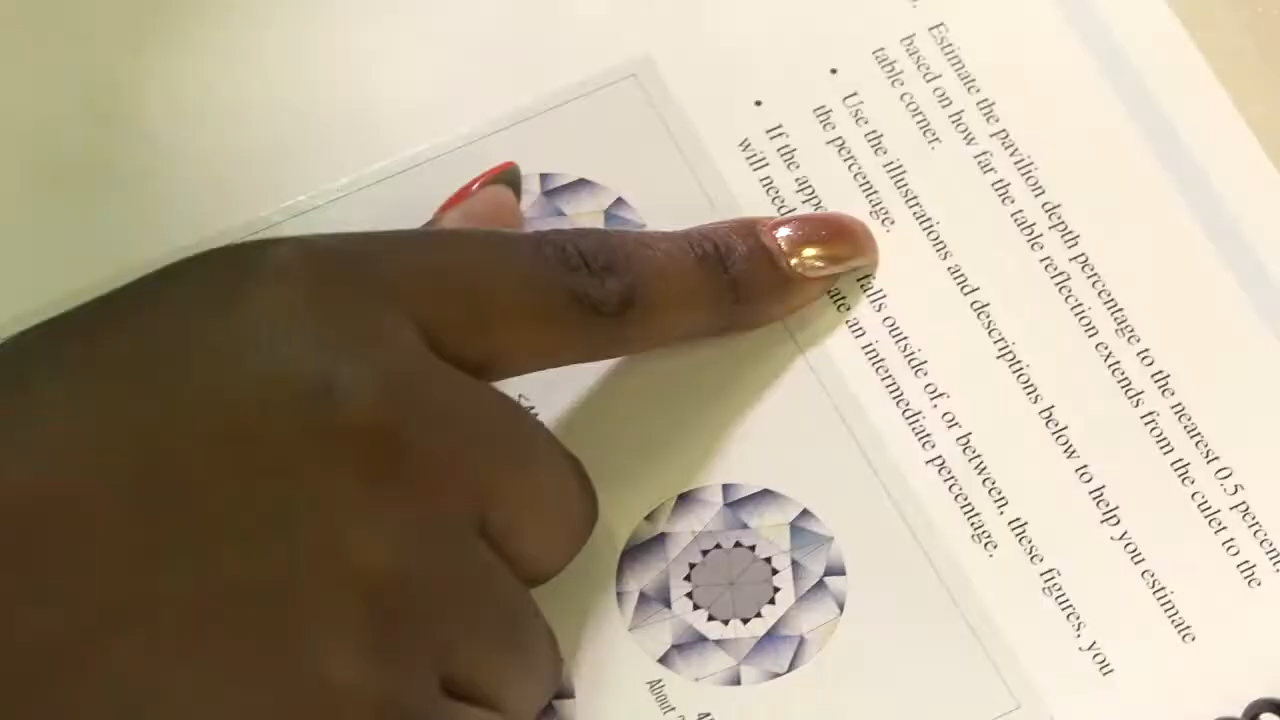 Estimate the pavilion depth percentage to the nearest 0.5 percent
based on how far the table reflection extends from the culet to the
table corner.
• Use the illustrations and descriptions below to help you estimate
the percentage.
• If the falls outside of, or between, these figures, you
will need an intermediate percentage.
About